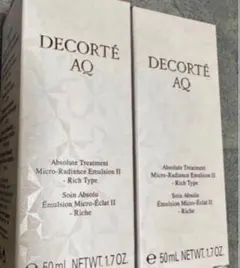 DECORTÉ
AQ
Absolute Treatment
Micro-Radiance Emulsion II
- Rich Type
Soin Absolu
Émulsion Micro-Éclat II
- Riche
℮ 50 mL NET WT. 1.7 OZ.
DECORTÉ
AQ
Absolute Treatment
Micro-Radiance Emulsion II
- Rich Type
Soin Absolu
Émulsion Micro-Éclat II
- Riche
℮ 50 mL NET WT. 1.7 OZ.